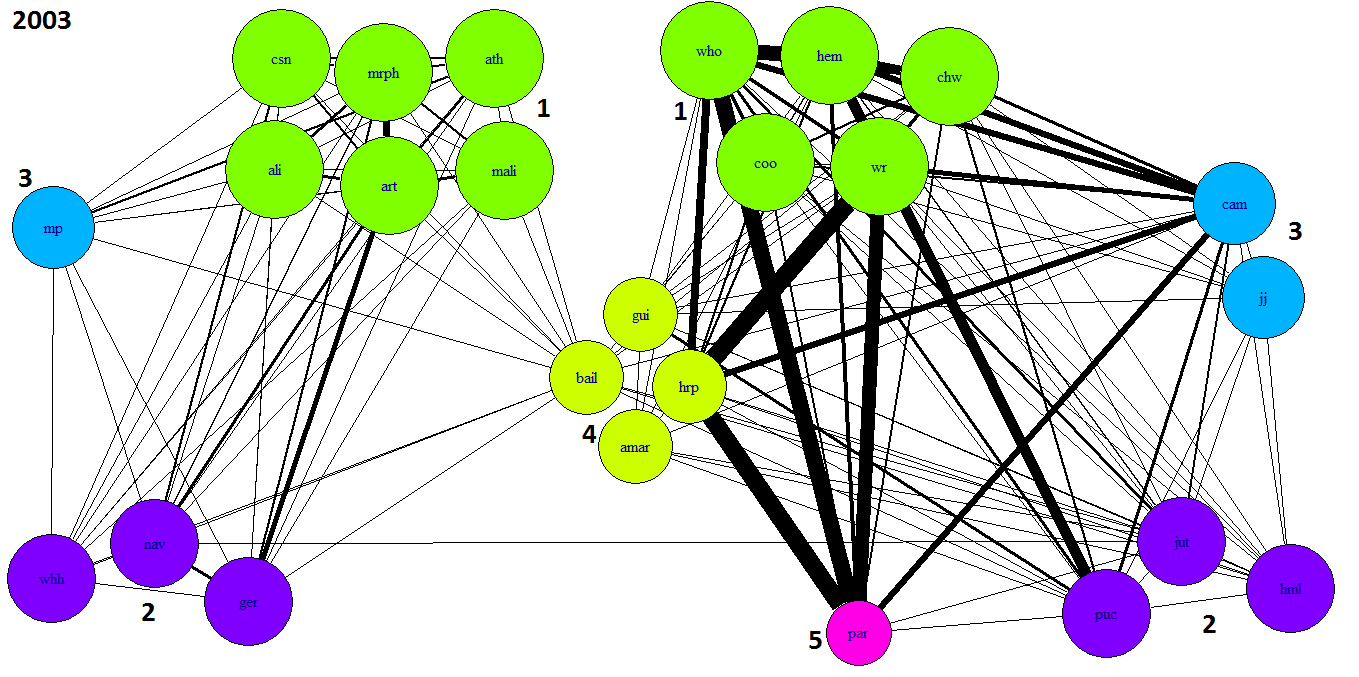 2003
csn
mrph
ath
1
ali
art
mali
3
mp
who
hem
chw
1
coo
wr
cam
3
jj
gui
bail
hrp
4
amar
whh
nav
ger
2
5
par
puc
jut
hml
2